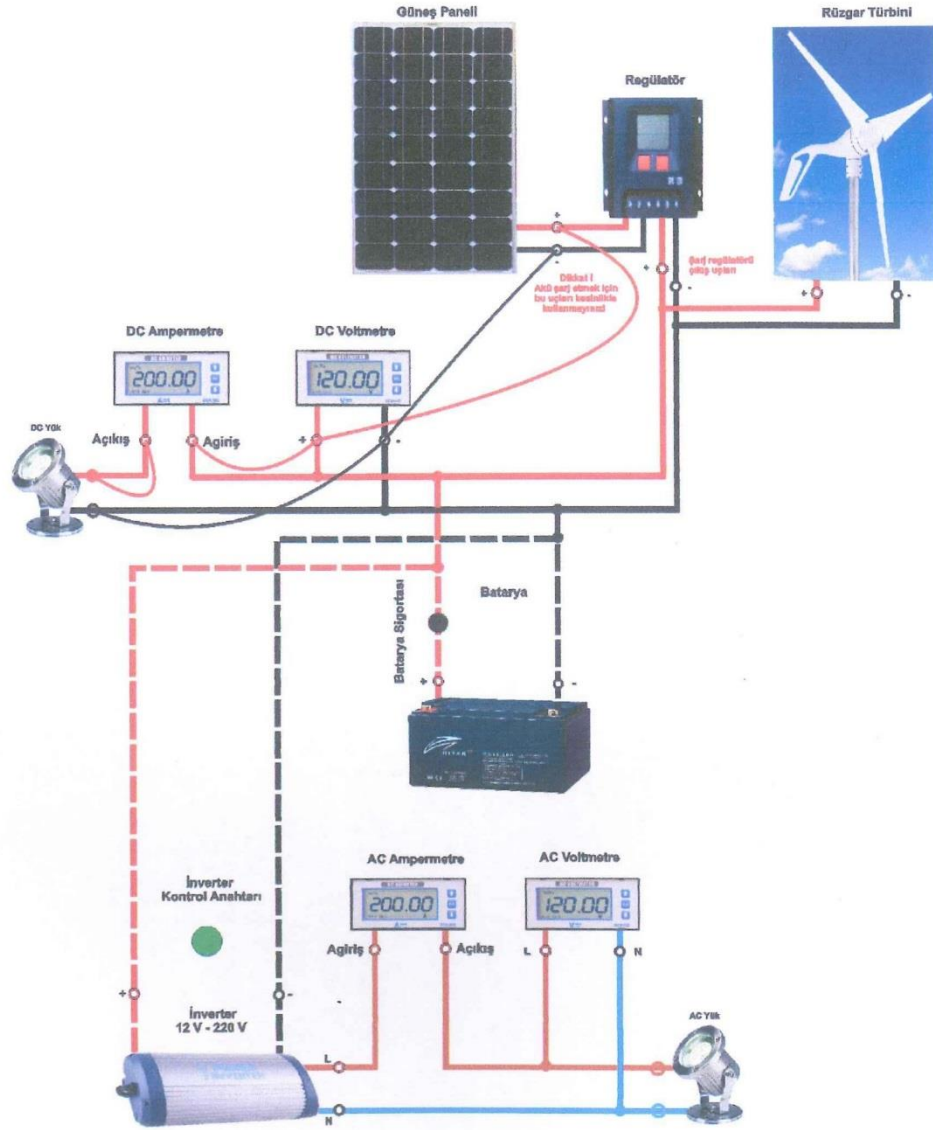 Güneş Paneli
Rüzgar Türbini
Regülatör
+
-
Dikkat !
Akü şarj etmek için
bu uçları kesinlikle
kullanmayınız!
+
-
Şarj regülatörü
çıkış uçları
+
-
DC Ampermetre
DC Voltmetre
200.00
120.00
DC Yük
Açıkış
Agiriş
+
-
Batarya Sigortası
Batarya
+
-
RITAR
İnverter
Kontrol Anahtarı
AC Ampermetre
AC Voltmetre
200.00
120.00
Agiriş
Açıkış
L
N
+
-
İnverter
12 V - 220 V
L
N
AC Yük